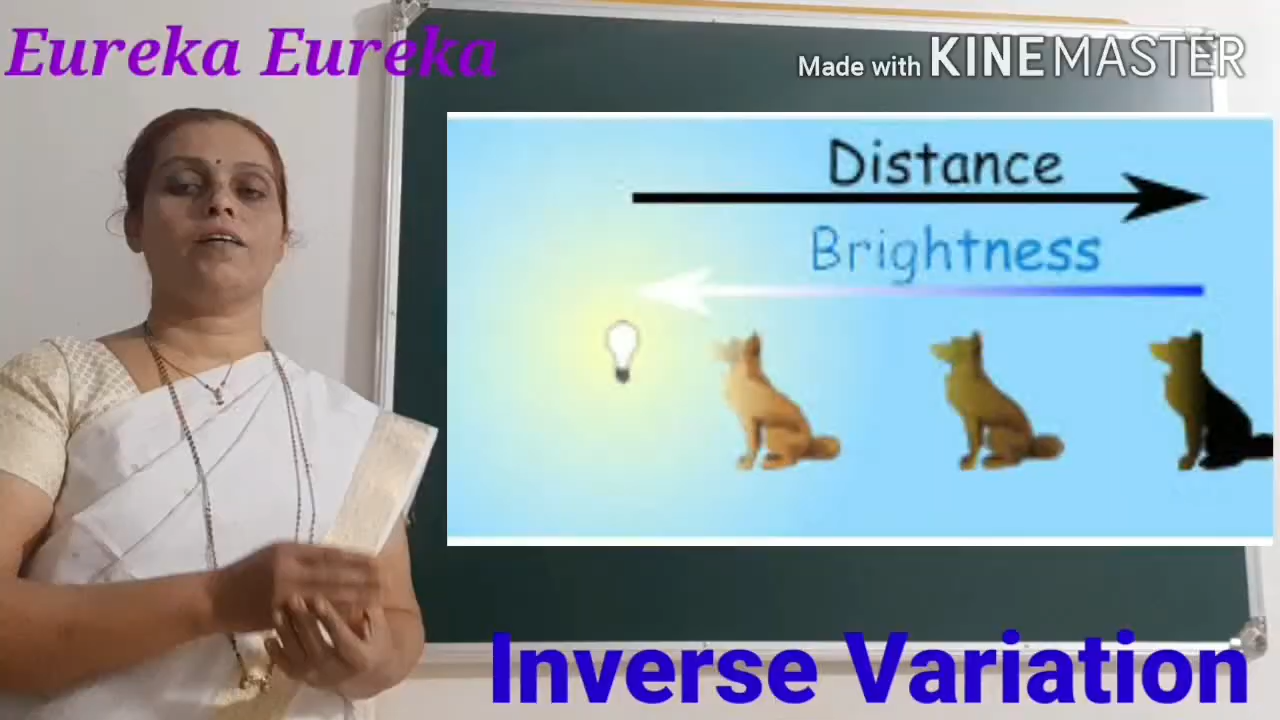 Eureka Eureka
Made with KINEMASTER
Distance
Brightness
Inverse Variation